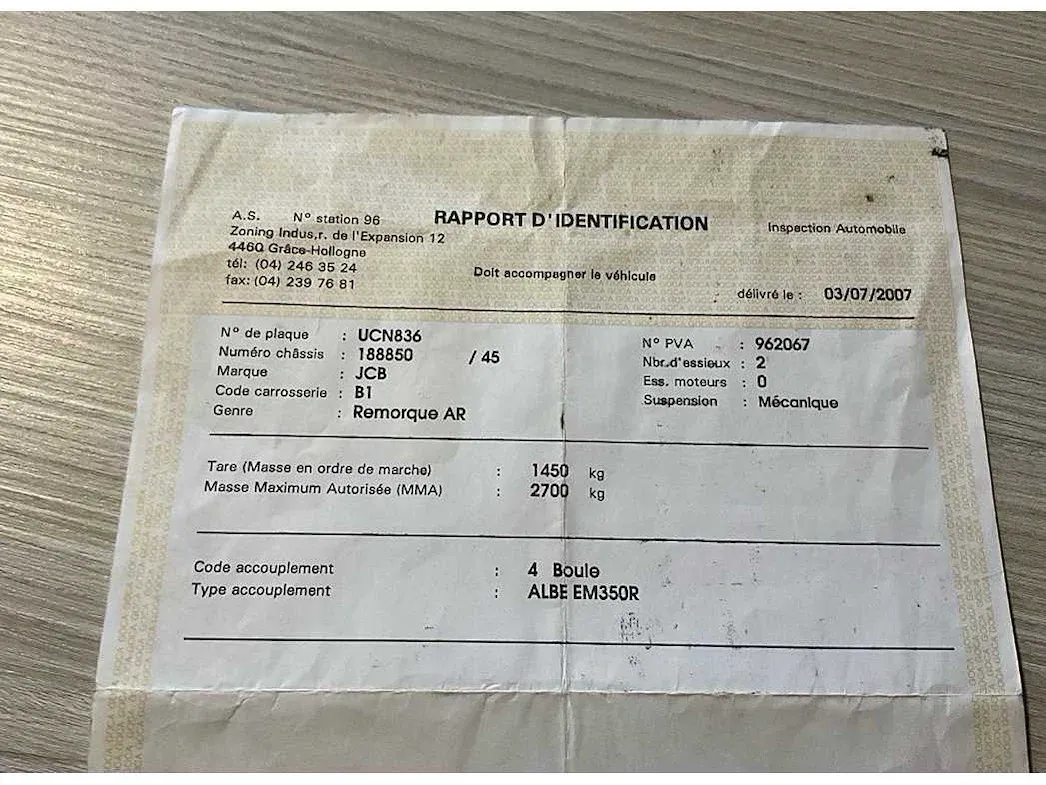 A.S. N° station 96
Zoning Indus,r. de l'Expansion 12
4460 Grâce-Hollogne
tél: (04) 246 35 24
fax: (04) 239 76 81
RAPPORT D'IDENTIFICATION
Doit accompagner le véhicule
Inspection Automobile
délivré le : 03/07/2007
N° de plaque : UCN836
Numéro châssis : 188850 / 45
Marque : JCB
Code carrosserie : B1
Genre : Remorque AR
N° PVA : 962067
Nbr.d'essieux : 2
Ess. moteurs : 0
Suspension : Mécanique
Tare (Masse en ordre de marche) : 1450 kg
Masse Maximum Autorisée (MMA) : 2700 kg
Code accouplement : 4 Boule
Type accouplement : ALBE EM350R